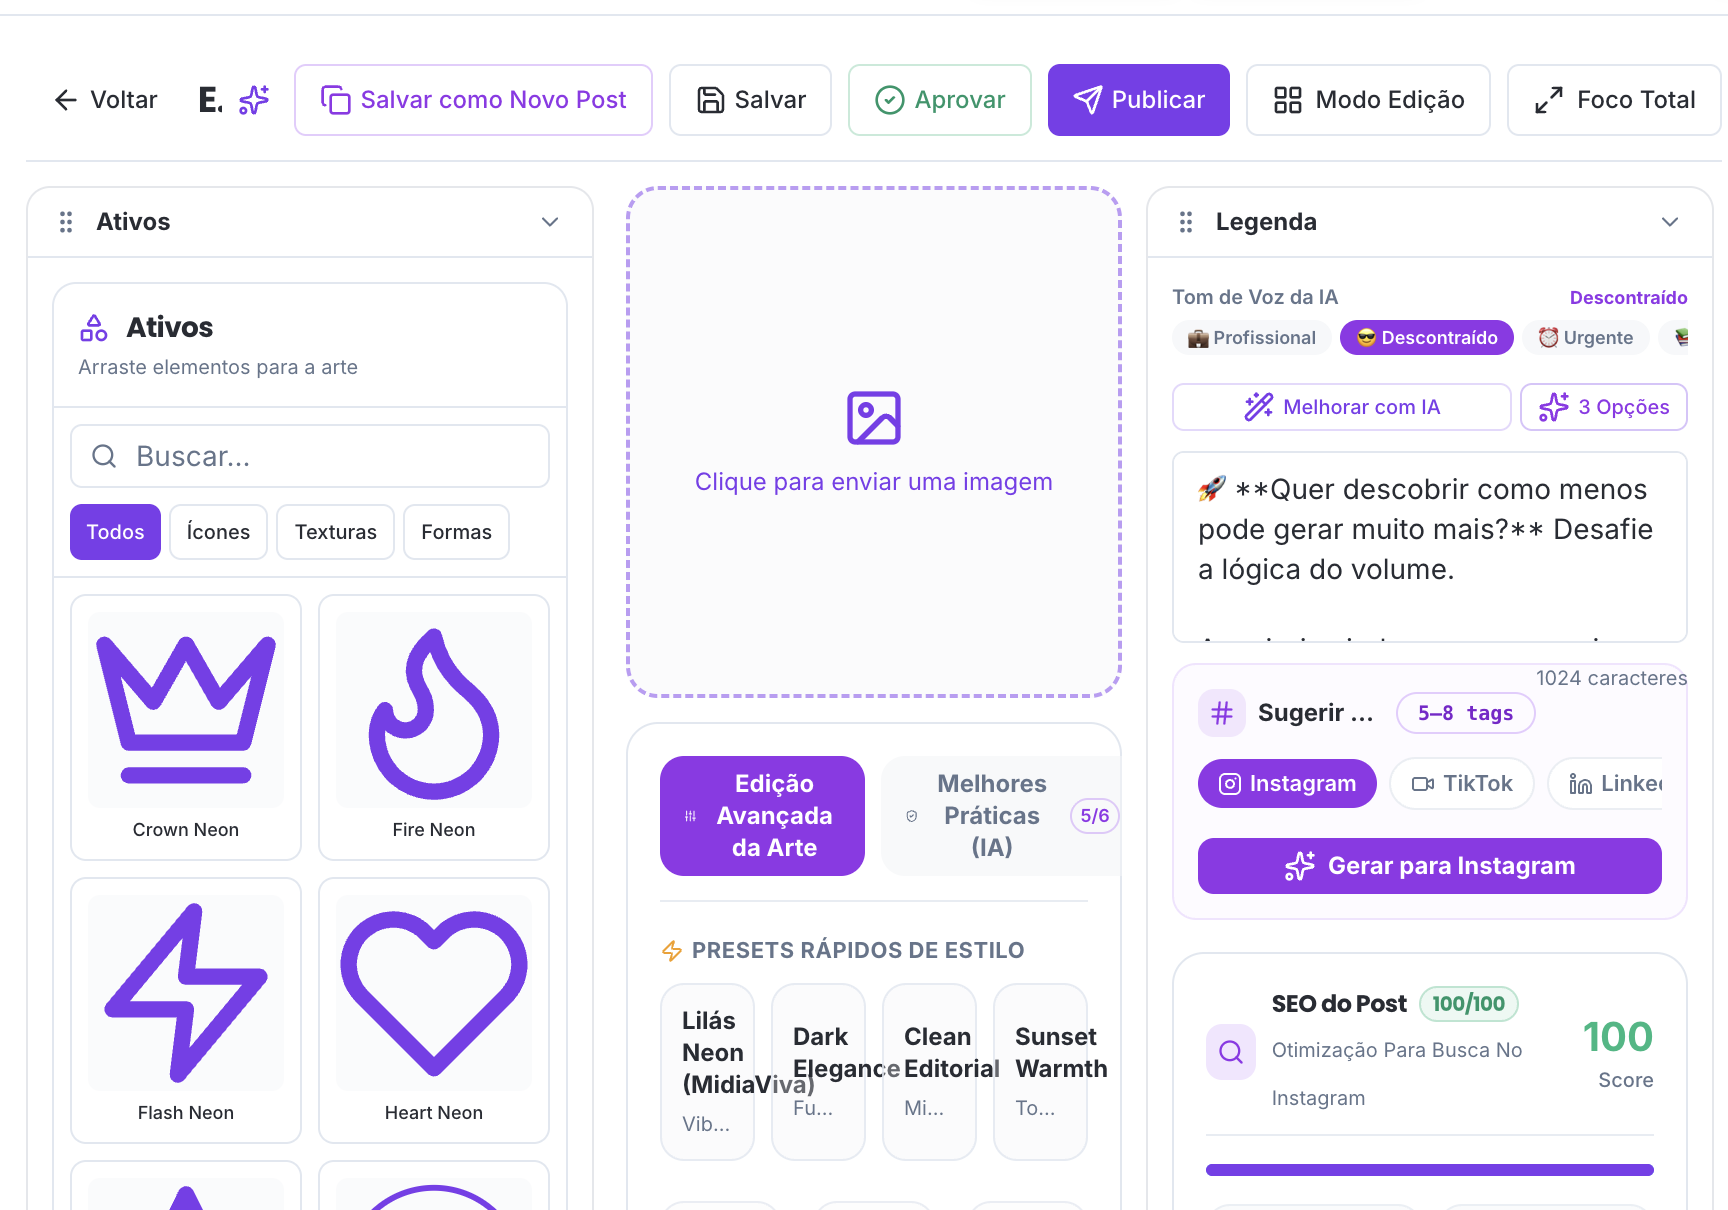 Voltar
E.
Salvar como Novo Post
Salvar
Aprovar
Publicar
Modo Edição
Foco Total
Ativos
Ativos
Arraste elementos para a arte
Buscar...
Todos
Ícones
Texturas
Formas
Crown Neon
Fire Neon
Flash Neon
Heart Neon
Clique para enviar uma imagem
Edição
Avançada
da Arte
Melhores
Práticas
(IA)
5/6
PRESETS RÁPIDOS DE ESTILO
Lilás
Neon
(MidiaViva)
Vib...
Dark
Elegance
Fu...
Clean
Editorial
Mi...
Sunset
Warmth
To...
Legenda
Tom de Voz da IA
Descontraído
💼 Profissional
😎 Descontraído
⏰ Urgente
Melhorar com IA
3 Opções
🚀 **Quer descobrir como menos
pode gerar muito mais?** Desafie
a lógica do volume.
1024 caracteres
Sugerir ...
5–8 tags
Instagram
TikTok
Linke
Gerar para Instagram
SEO do Post
100/100
Otimização Para Busca No
Instagram
100
Score